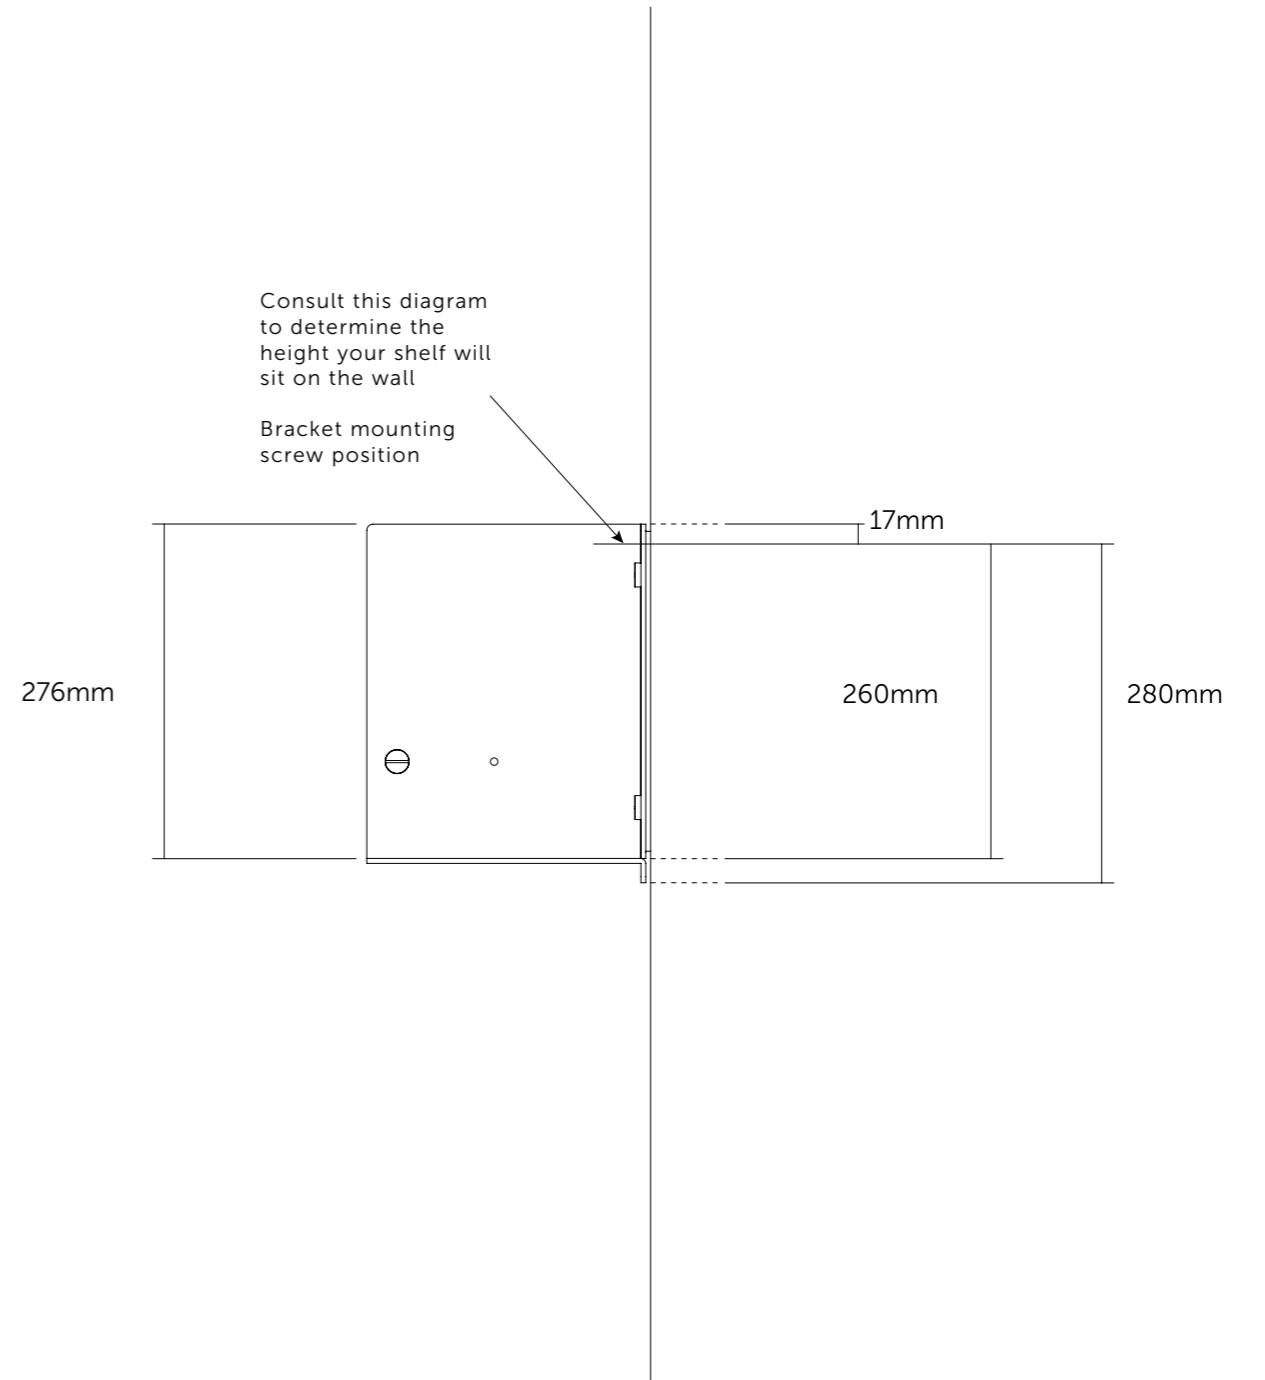 Consult this diagram
to determine the
height your shelf will
sit on the wall
Bracket mounting
screw position
17mm
276mm
260mm
280mm